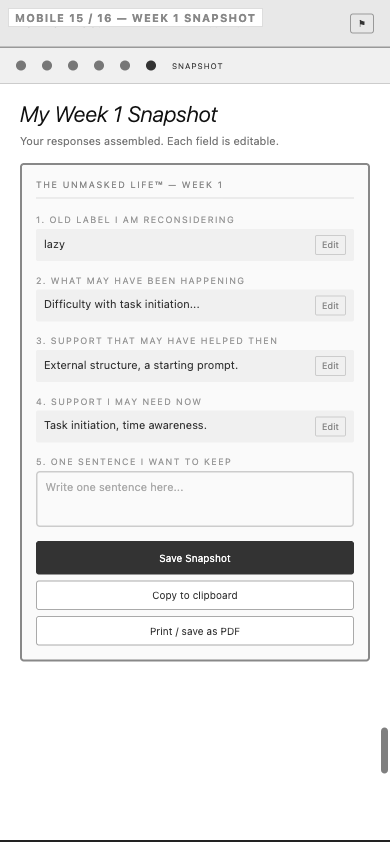 MOBILE 15 / 16 — WEEK 1 SNAPSHOT
SNAPSHOT
My Week 1 Snapshot
Your responses assembled. Each field is editable.
THE UNMASKED LIFE™ — WEEK 1
1. OLD LABEL I AM RECONSIDERING
lazy
Edit
2. WHAT MAY HAVE BEEN HAPPENING
Difficulty with task initiation...
Edit
3. SUPPORT THAT MAY HAVE HELPED THEN
External structure, a starting prompt.
Edit
4. SUPPORT I MAY NEED NOW
Task initiation, time awareness.
Edit
5. ONE SENTENCE I WANT TO KEEP
Write one sentence here...
Save Snapshot
Copy to clipboard
Print / save as PDF